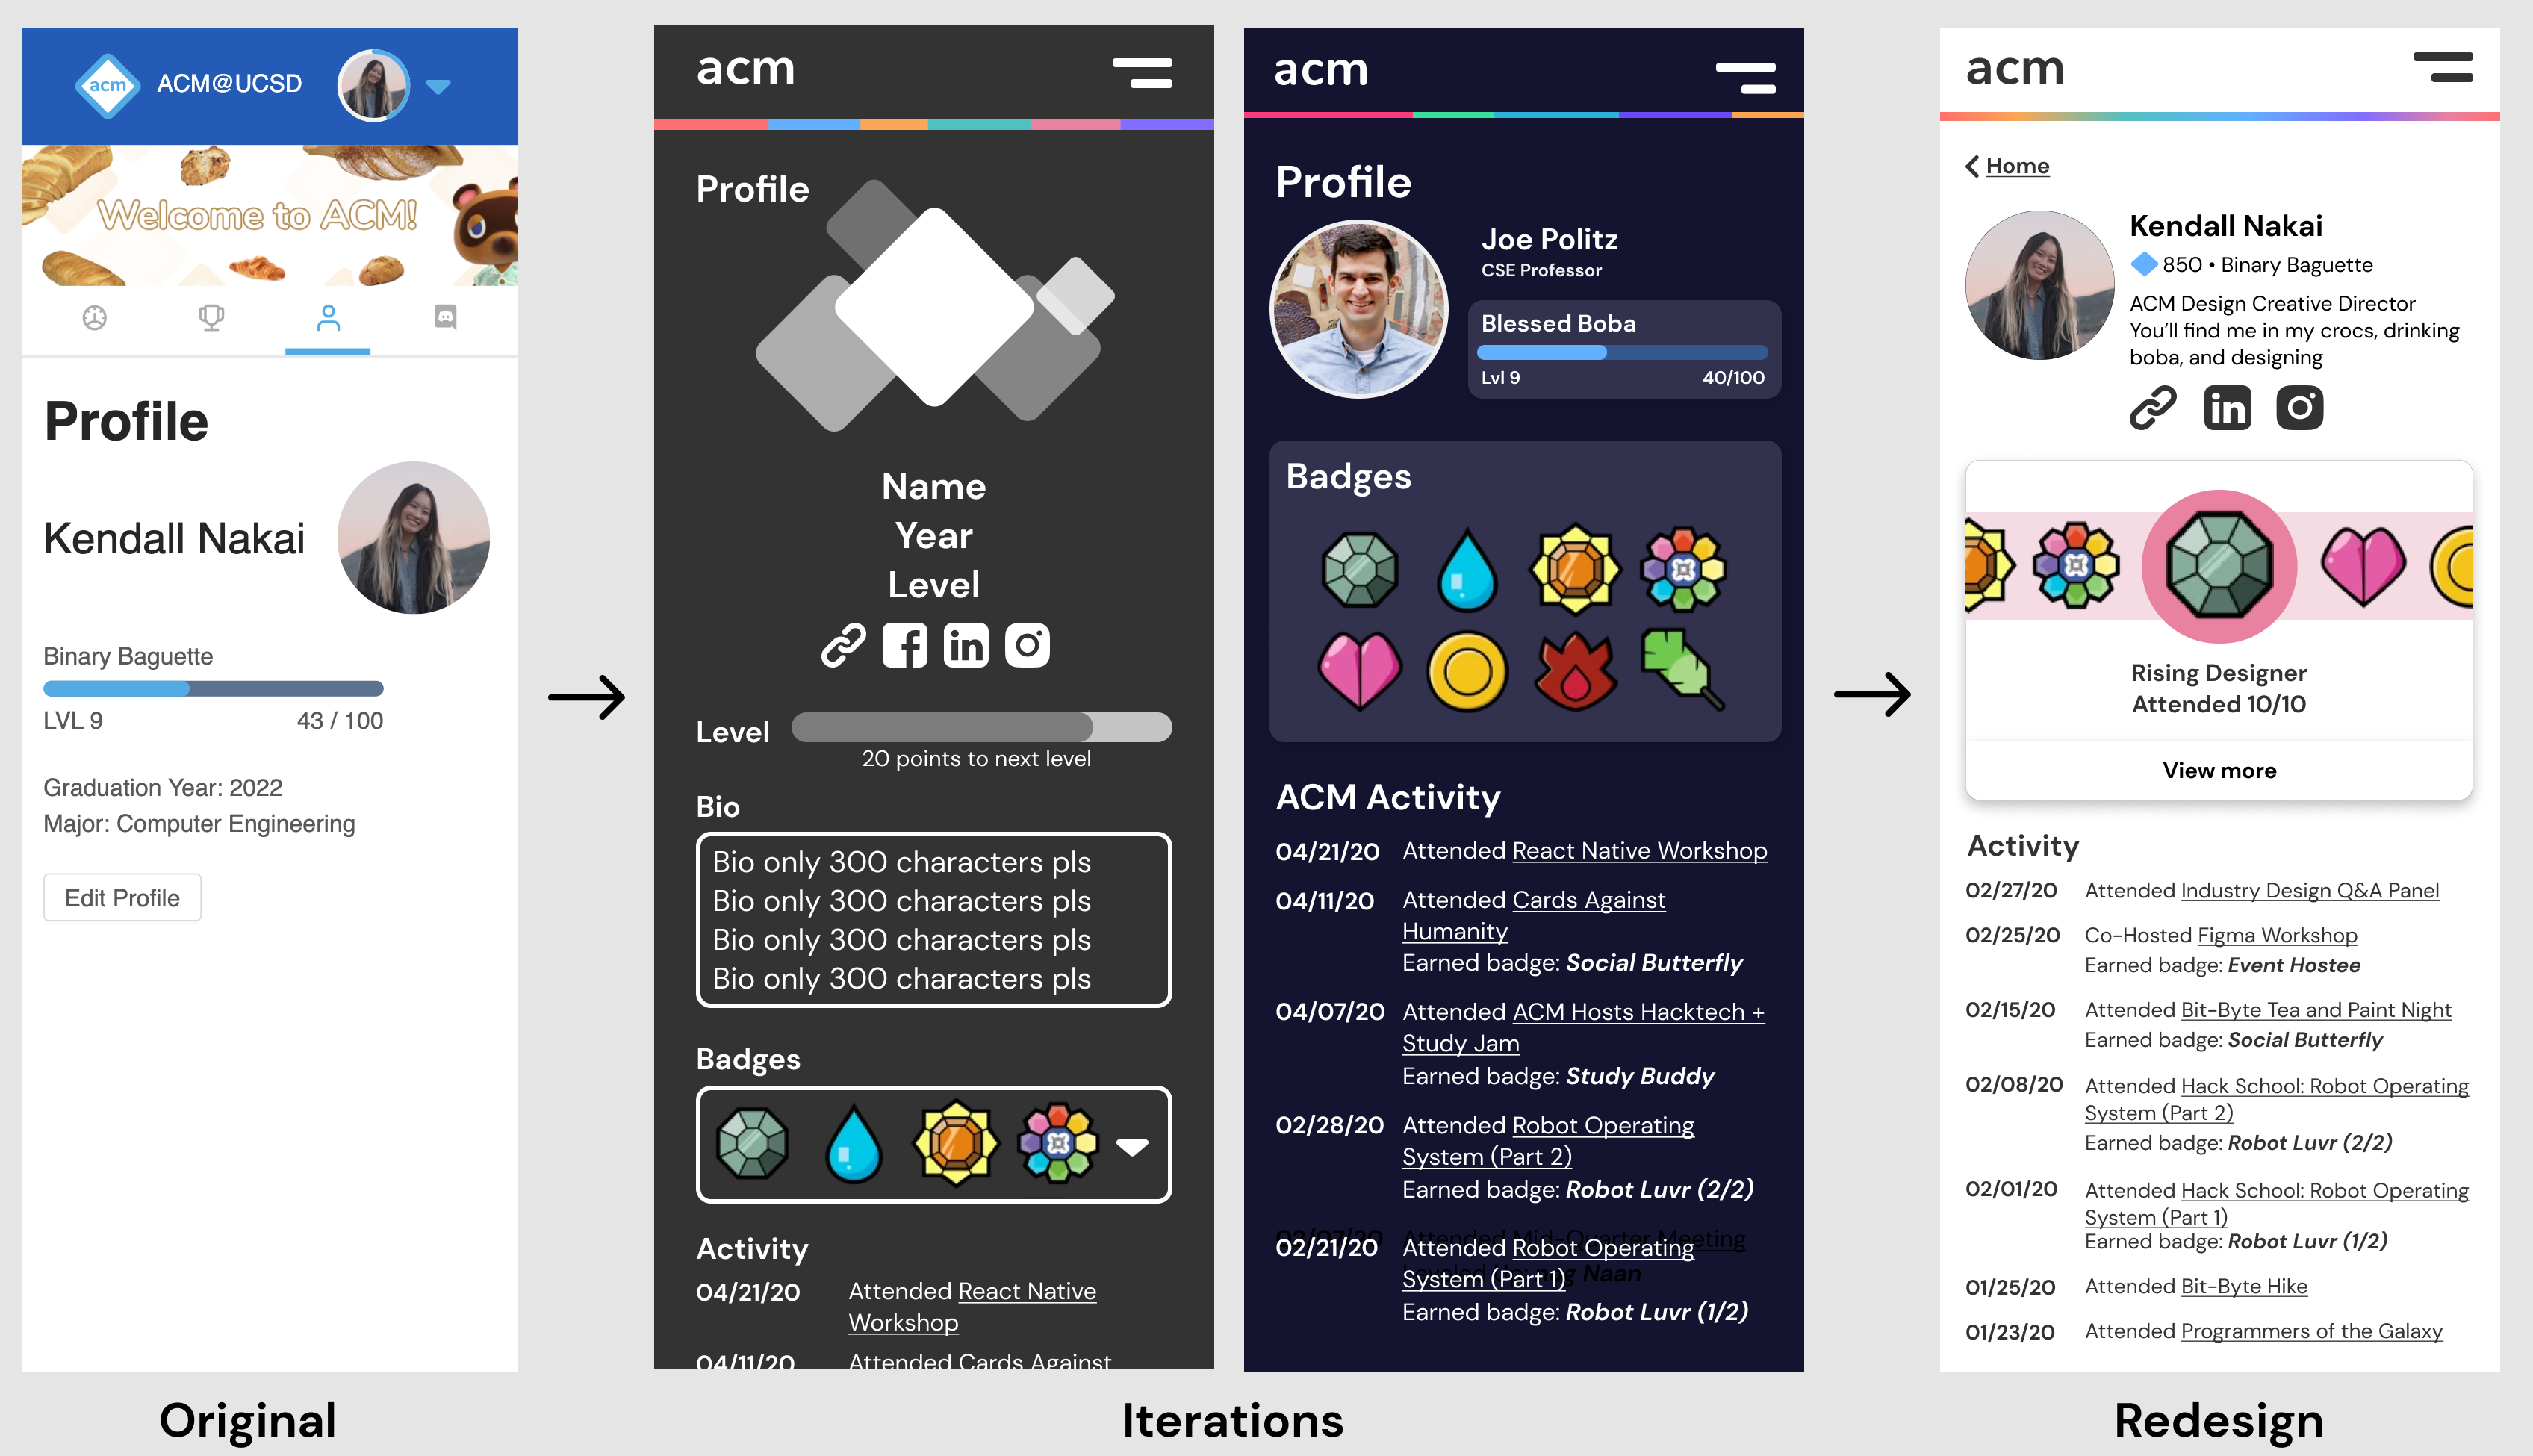 acm
ACM@UCSD
Welcome to ACM!
Profile
Kendall Nakai
Binary Baguette
LVL 9
43 / 100
Graduation Year: 2022
Major: Computer Engineering
Edit Profile
Original
acm
Profile
Name
Year
Level
Level
20 points to next level
Bio
Bio only 300 characters pls
Bio only 300 characters pls
Bio only 300 characters pls
Bio only 300 characters pls
Badges
Activity
04/21/20 Attended React Native
Workshop
04/11/20 Attended Cards Against
acm
Profile
Joe Politz
CSE Professor
Blessed Boba
Lvl 9
40/100
Badges
ACM Activity
04/21/20 Attended React Native Workshop
04/11/20 Attended Cards Against
Humanity
Earned badge: Social Butterfly
04/07/20 Attended ACM Hosts Hacktech +
Study Jam
Earned badge: Study Buddy
02/28/20 Attended Robot Operating
System (Part 2)
Earned badge: Robot Luvr (2/2)
Attended Mid-Quarter Meeting
02/21/20 Attended Robot Operating
Naan
System (Part 1)
Earned badge: Robot Luvr (1/2)
Iterations
acm
Home
Kendall Nakai
850 • Binary Baguette
ACM Design Creative Director
You'll find me in my crocs, drinking
boba, and designing
Rising Designer
Attended 10/10
View more
Activity
02/27/20 Attended Industry Design Q&A Panel
02/25/20 Co-Hosted Figma Workshop
Earned badge: Event Hostee
02/15/20 Attended Bit-Byte Tea and Paint Night
Earned badge: Social Butterfly
02/08/20 Attended Hack School: Robot Operating
System (Part 2)
Earned badge: Robot Luvr (2/2)
02/01/20 Attended Hack School: Robot Operating
System (Part 1)
Earned badge: Robot Luvr (1/2)
01/25/20 Attended Bit-Byte Hike
01/23/20 Attended Programmers of the Galaxy
Redesign